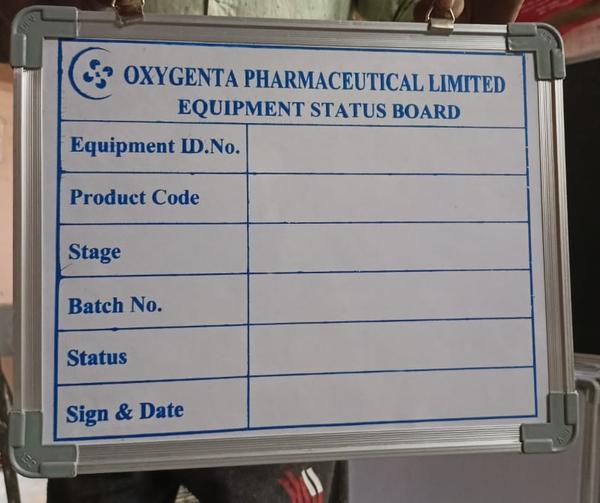 OXYGENTA PHARMACEUTICAL LIMITED
EQUIPMENT STATUS BOARD
Equipment ID.No.
Product Code
Stage
Batch No.
Status
Sign & Date